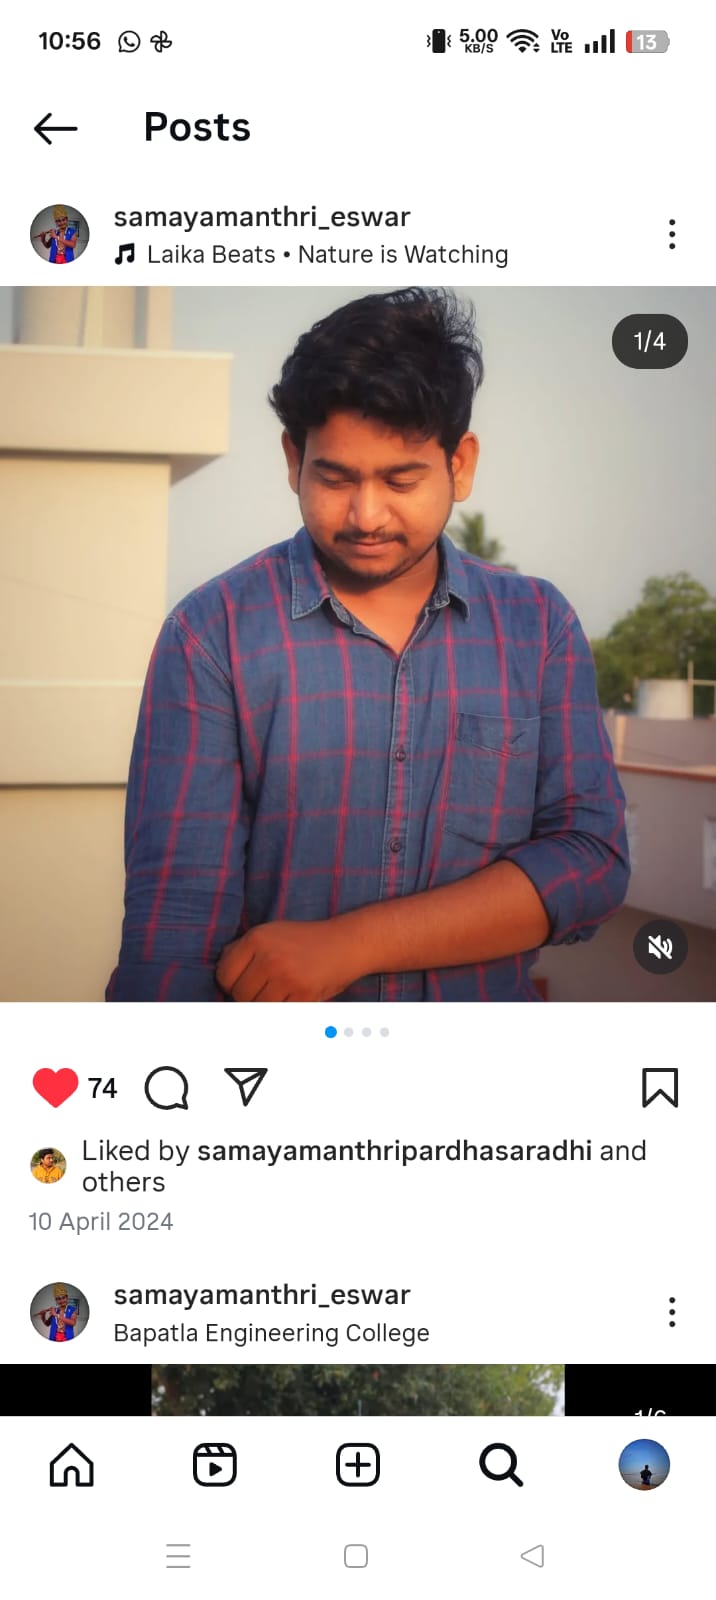 10:56
5.00 KB/S
Vo LTE
13
Posts
samayamanthri_eswar
Laika Beats • Nature is Watching
1/4
74
Liked by samayamanthripardhasaradhi and
others
10 April 2024
samayamanthri_eswar
Bapatla Engineering College